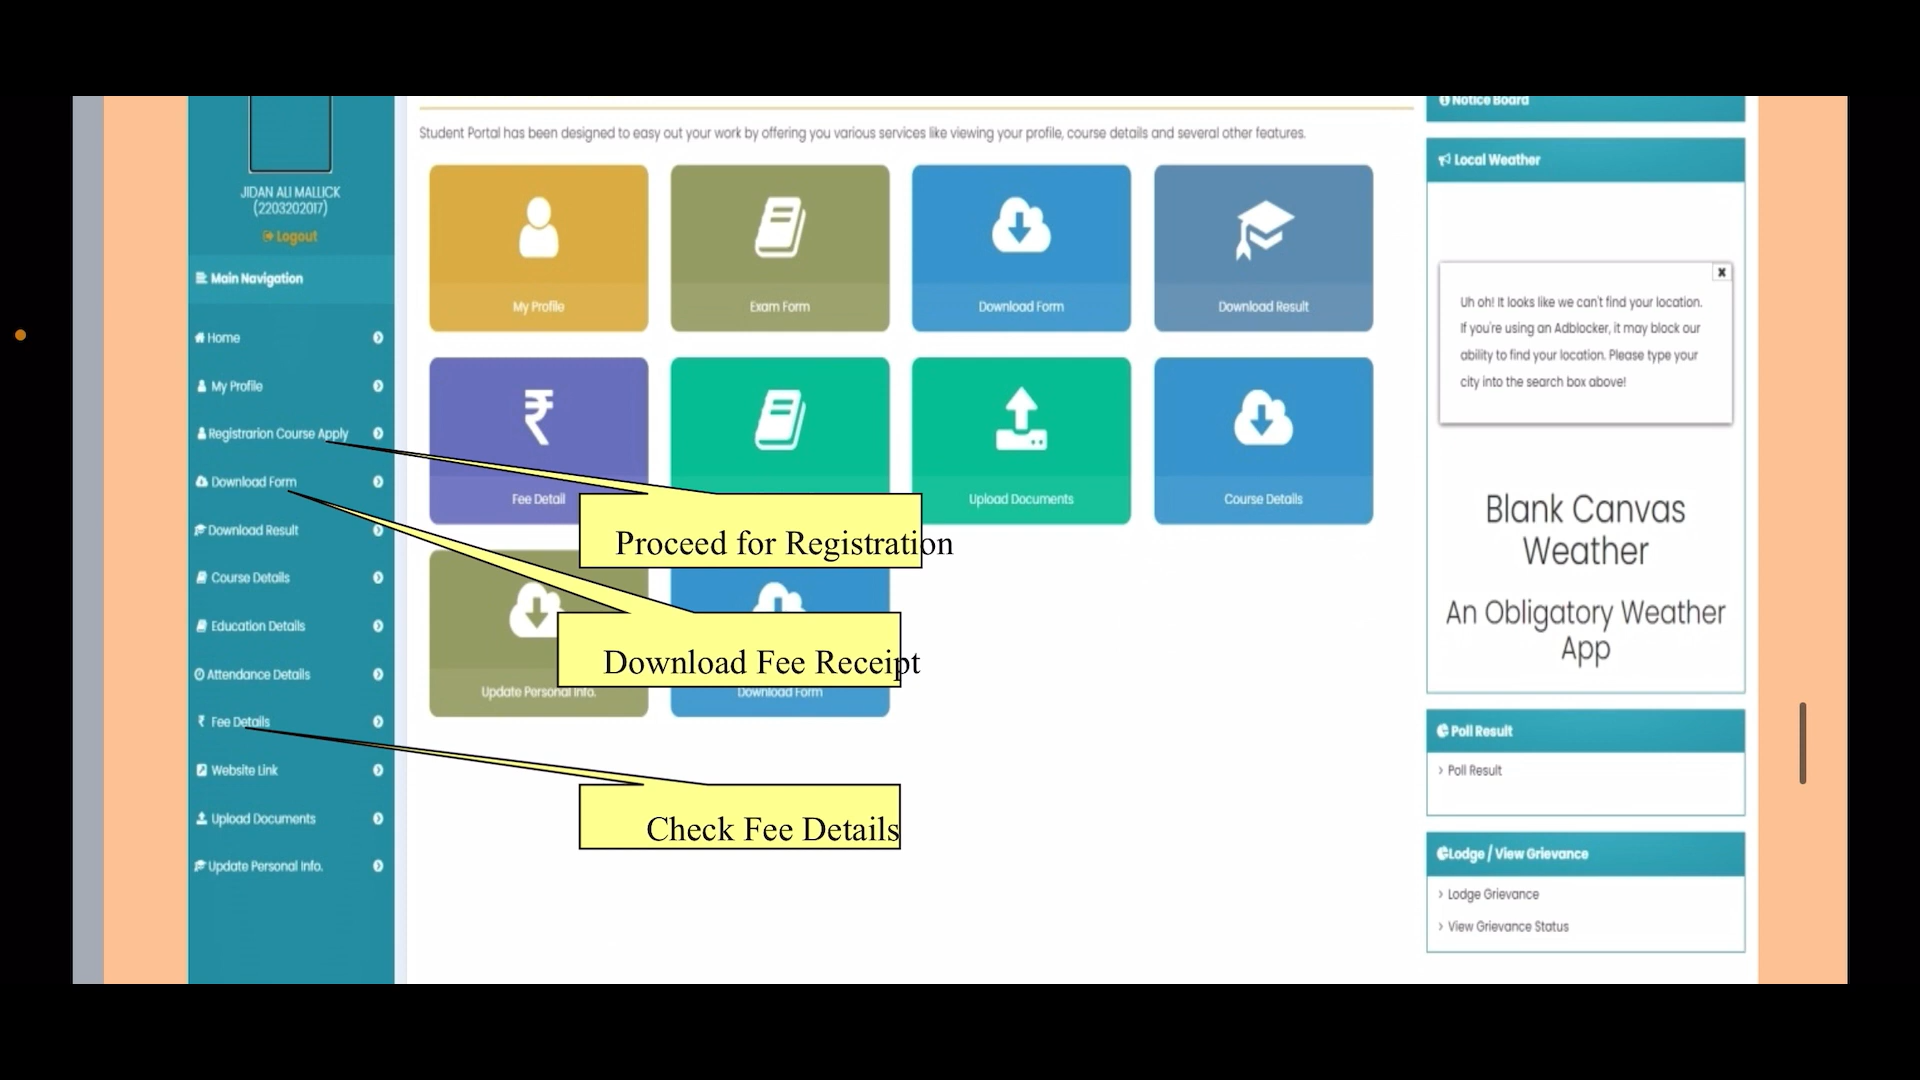 JIDAN ALI MALLICK
(2203202017)
Logout
Main Navigation
Home
My Profile
Registrarion Course Apply
Download Form
Download Result
Course Details
Education Details
Attendance Details
₹ Fee Details
Website Link
Upload Documents
Update Personal Info.
Student Portal has been designed to easy out your work by offering you various services like viewing your profile, course details and several other features.
My Profile
Exam Form
Download Form
Download Result
₹
Fee Detail
Upload Documents
Course Details
Proceed for Registration
Download Fee Receipt
Update Personal Info.
Download Form
Check Fee Details
Notice Board
Local Weather
x
Uh oh! It looks like we can't find your location.
If you're using an Adblocker, it may block our
ability to find your location. Please type your
city into the search box above!
Blank Canvas
Weather
An Obligatory Weather
App
Poll Result
› Poll Result
Lodge / View Grievance
› Lodge Grievance
› View Grievance Status